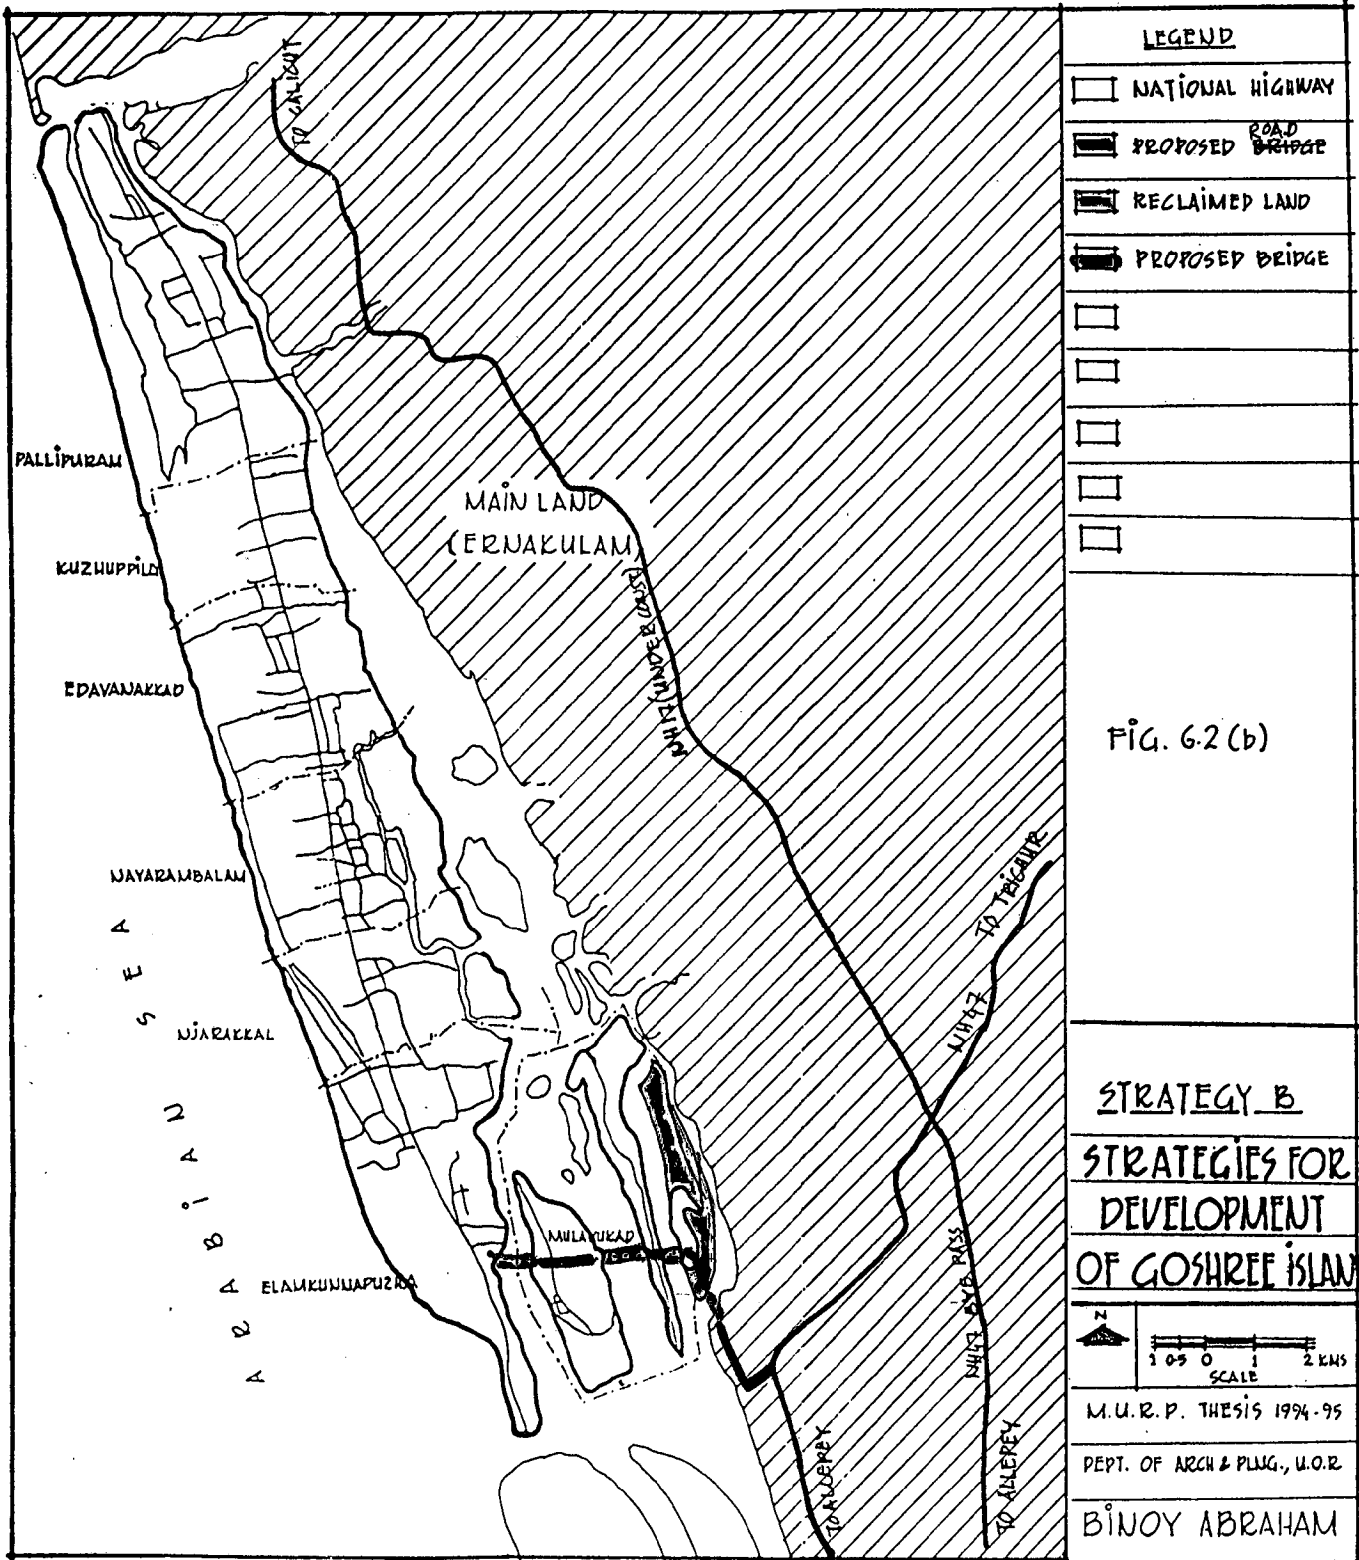 TO CALICUT
PALLIPURAM
MAIN LAND
(ERNAKULAM)
KUZHUPPILLY
NH 17 (UNDER CONST)
EDAVANAKKAD
NAYARAMBALAM
NJARAKKAL
TO TRICHUR
NH47
MULAVUKAD
ELAMKUNNAPUZHA
NH47 BYE PASS
TO ALLEPEY
TO ALLEPEY
ARABIAN SEA
LEGEND
NATIONAL HIGHWAY
PROPOSED ROAD BRIDGE
RECLAIMED LAND
PROPOSED BRIDGE
FIG. 6.2 (b)
STRATEGY B
STRATEGIES FOR
DEVELOPMENT
OF GOSHREE ISLAN
N
1 0.5 0 1 2 KMS
SCALE
M.U.R.P. THESIS 1994-95
DEPT. OF ARCH & PLNG., U.O.R
BINOY ABRAHAM